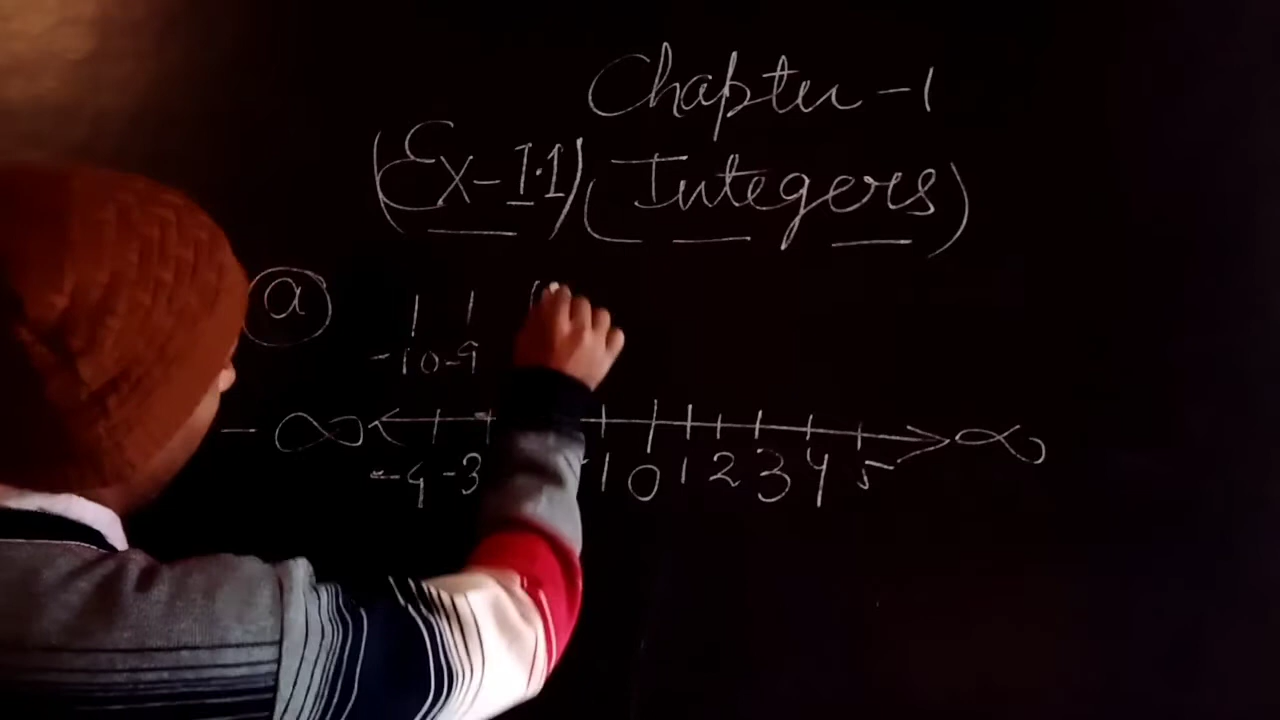 Chapter - 1
(Ex - 1.1) (Integers)
a
-10 -9
- ∞ ∞
-4 -3 -1 0 1 2 3 4 5